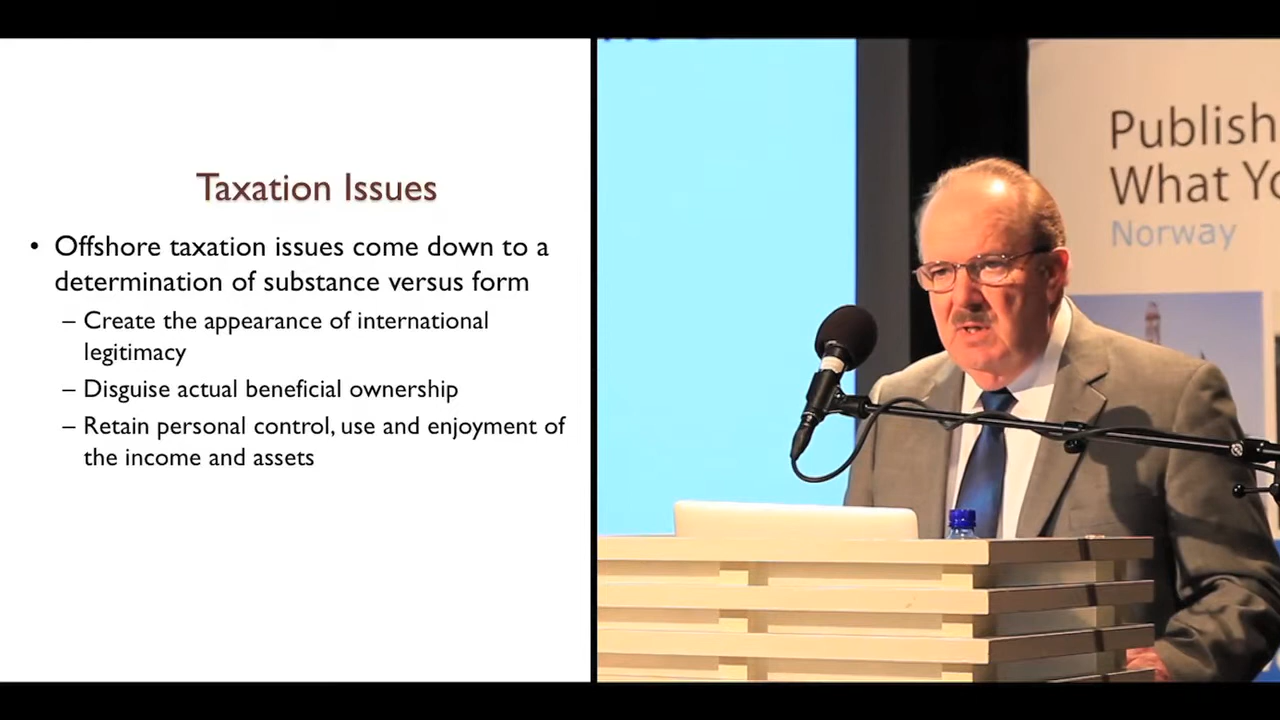 Taxation Issues
• Offshore taxation issues come down to a
determination of substance versus form
– Create the appearance of international
legitimacy
– Disguise actual beneficial ownership
– Retain personal control, use and enjoyment of
the income and assets
Publish
What
Norway